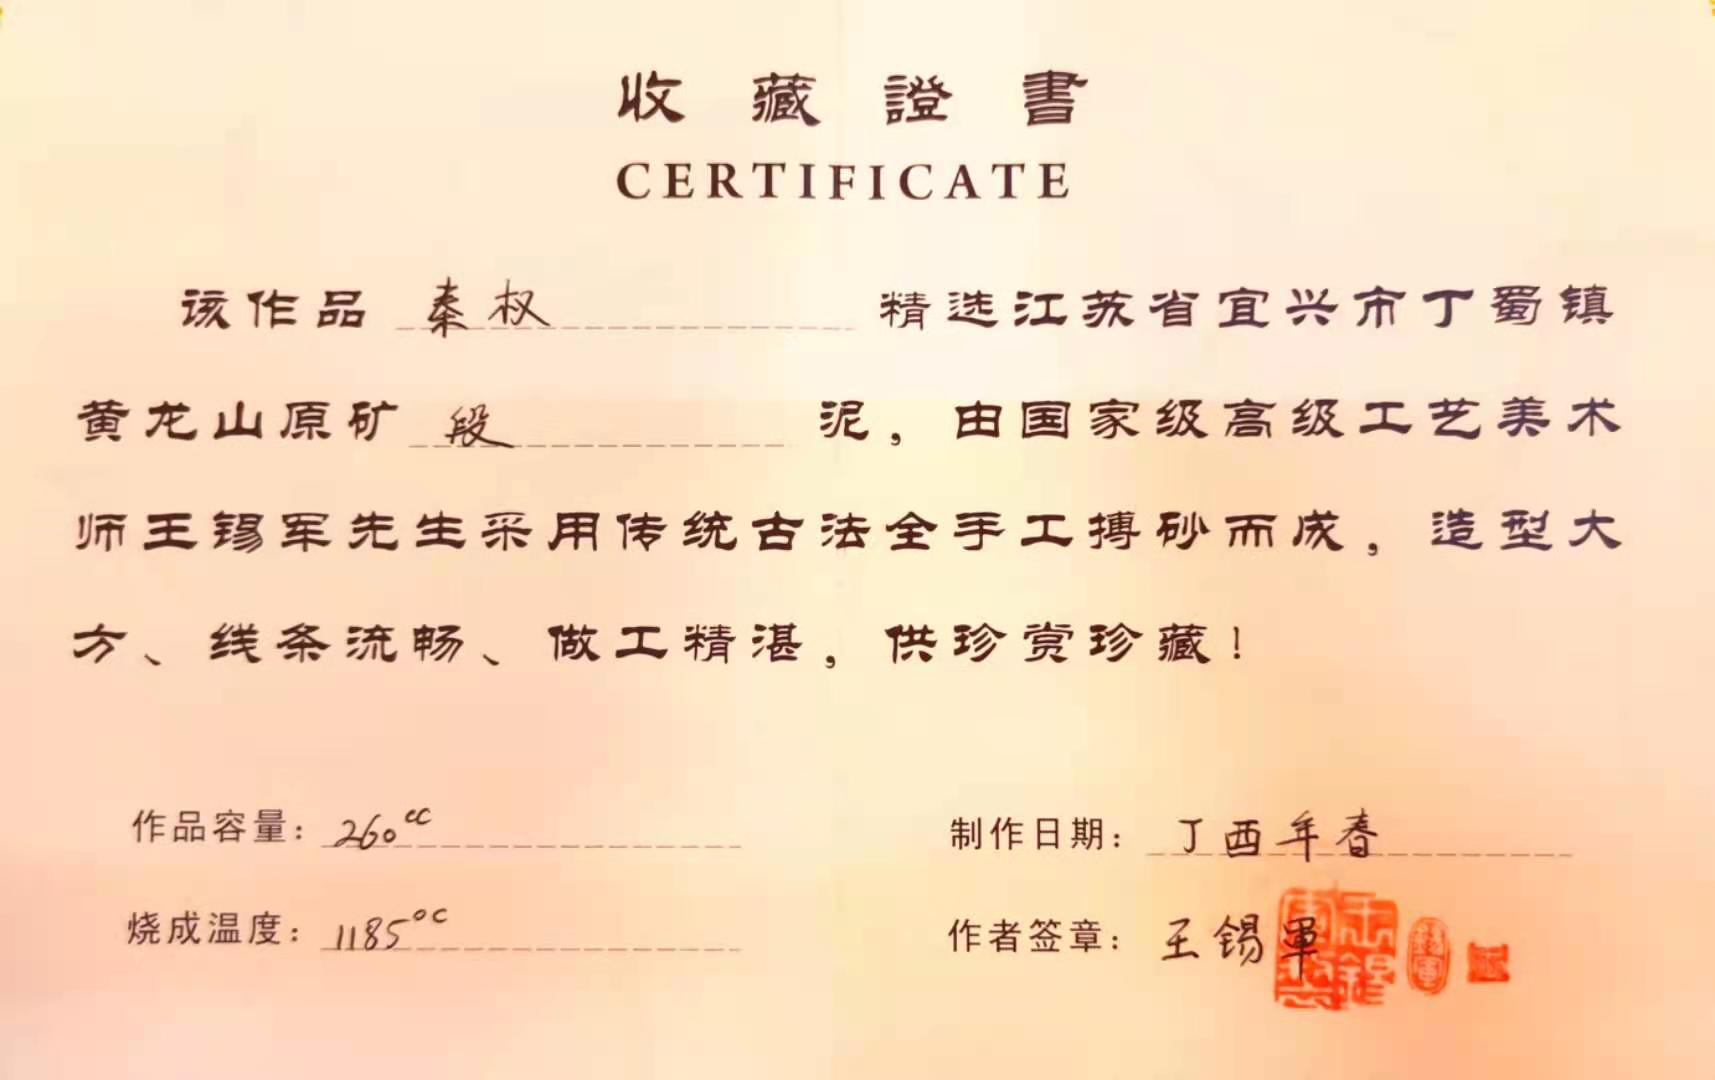 收藏證書
CERTIFICATE
该作品 秦权 精选江苏省宜兴市丁蜀镇
黄龙山原矿 段 泥，由国家级高级工艺美术
师王锡军先生采用传统古法全手工搏砂而成，造型大
方、线条流畅、做工精湛，供珍赏珍藏！
作品容量：260cc
制作日期：丁酉年春
烧成温度：1185°C
作者签章：王锡軍